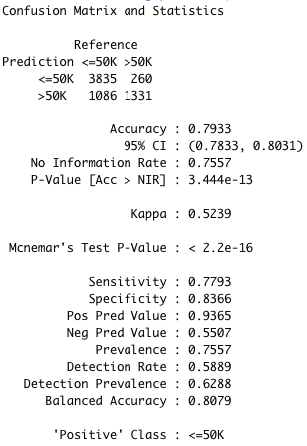 Confusion Matrix and Statistics
Reference
Prediction <=50K >50K
<=50K 3835 260
>50K 1086 1331
Accuracy : 0.7933
95% CI : (0.7833, 0.8031)
No Information Rate : 0.7557
P-Value [Acc > NIR] : 3.444e-13
Kappa : 0.5239
Mcnemar's Test P-Value : < 2.2e-16
Sensitivity : 0.7793
Specificity : 0.8366
Pos Pred Value : 0.9365
Neg Pred Value : 0.5507
Prevalence : 0.7557
Detection Rate : 0.5889
Detection Prevalence : 0.6288
Balanced Accuracy : 0.8079
'Positive' Class : <=50K